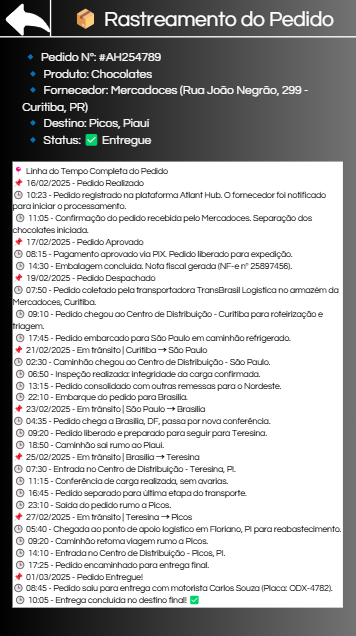 📦 Rastreamento do Pedido
🔹 Pedido Nº: #AH254789
🔹 Produto: Chocolates
🔹 Fornecedor: Mercadoces (Rua João Negrão, 299 -
Curitiba, PR)
🔹 Destino: Picos, Piauí
🔹 Status: ✅ Entregue
📍 Linha do Tempo Completa do Pedido
📌 16/02/2025 - Pedido Realizado
🕒 10:23 - Pedido registrado na plataforma Atlant Hub. O fornecedor foi notificado
para iniciar o processamento.
🕒 11:05 - Confirmação do pedido recebida pelo Mercadoces. Separação dos
chocolates iniciada.
📌 17/02/2025 - Pedido Aprovado
🕒 08:15 - Pagamento aprovado via PIX. Pedido liberado para expedição.
🕒 14:30 - Embalagem concluída. Nota fiscal gerada (NF-e nº 25897456).
📌 19/02/2025 - Pedido Despachado
🕒 07:50 - Pedido coletado pela transportadora TransBrasil Logística no armazém da
Mercadoces, Curitiba.
🕒 09:10 - Pedido chegou ao Centro de Distribuição - Curitiba para roteirização e
triagem.
🕒 17:45 - Pedido embarcado para São Paulo em caminhão refrigerado.
📌 21/02/2025 - Em trânsito | Curitiba → São Paulo
🕒 02:30 - Caminhão chegou ao Centro de Distribuição - São Paulo.
🕒 06:50 - Inspeção realizada: integridade da carga confirmada.
🕒 13:15 - Pedido consolidado com outras remessas para o Nordeste.
🕒 22:10 - Embarque do pedido para Brasília.
📌 23/02/2025 - Em trânsito | São Paulo → Brasília
🕒 04:35 - Pedido chega a Brasília, DF, passa por nova conferência.
🕒 09:20 - Pedido liberado e preparado para seguir para Teresina.
🕒 18:50 - Caminhão sai rumo ao Piauí.
📌 25/02/2025 - Em trânsito | Brasília → Teresina
🕒 07:30 - Entrada no Centro de Distribuição - Teresina, PI.
🕒 11:15 - Conferência de carga realizada, sem avarias.
🕒 16:45 - Pedido separado para última etapa do transporte.
🕒 23:10 - Saída do pedido rumo a Picos.
📌 27/02/2025 - Em trânsito | Teresina → Picos
🕒 05:40 - Chegada ao ponto de apoio logístico em Floriano, PI para reabastecimento.
🕒 09:20 - Caminhão retoma viagem rumo a Picos.
🕒 14:10 - Entrada no Centro de Distribuição - Picos, PI.
🕒 17:25 - Pedido encaminhado para entrega final.
📌 01/03/2025 - Pedido Entregue!
🕒 08:45 - Pedido saiu para entrega com motorista Carlos Souza (Placa: ODX-4782).
🕒 10:05 - Entrega concluída no destino final! ✅